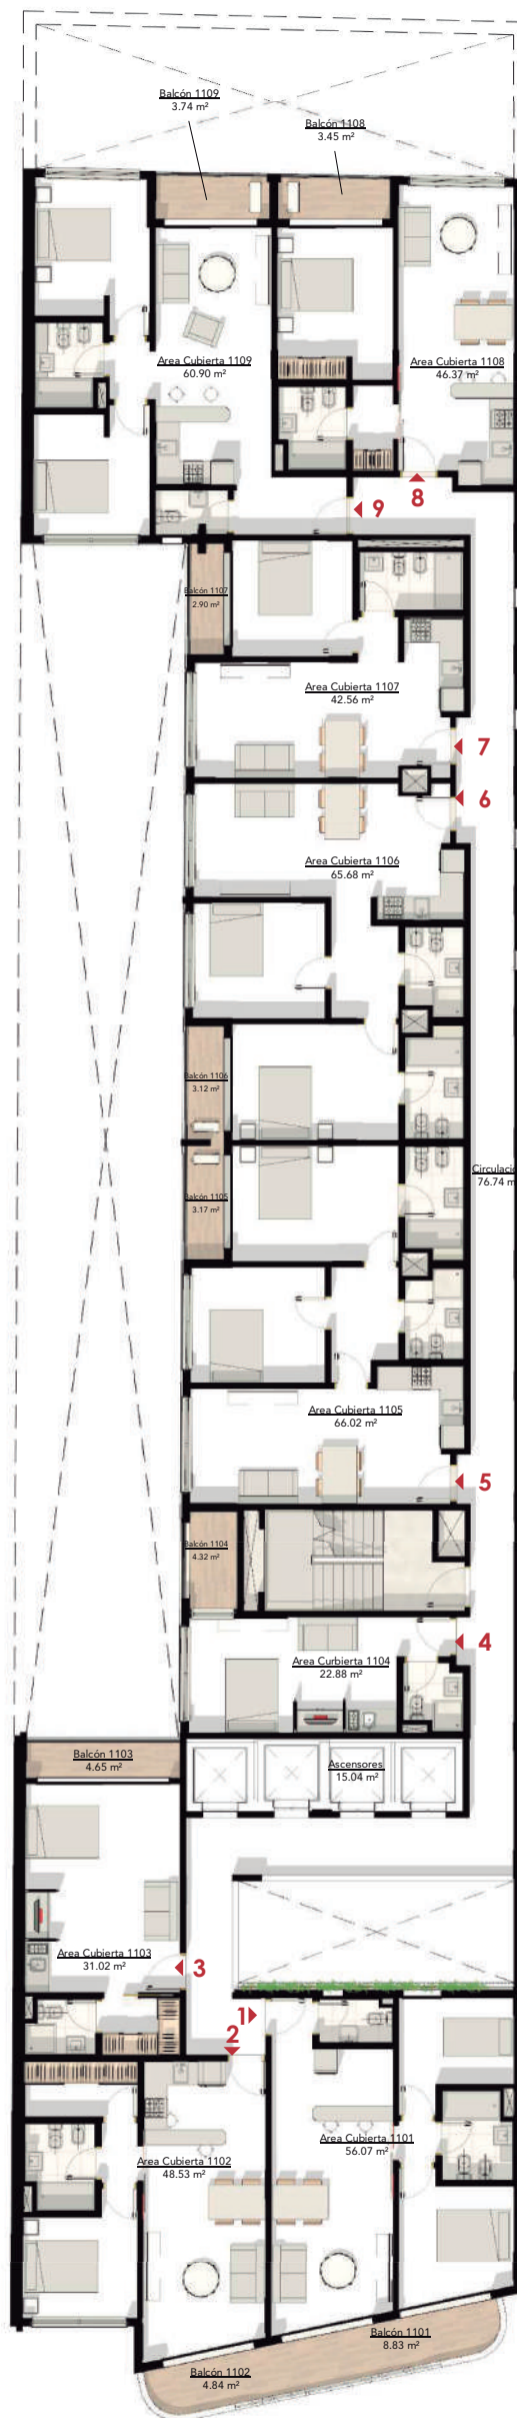 Balcón 1109
3.74 m²
Balcón 1108
3.45 m²
Area Cubierta 1109
60.90 m²
Area Cubierta 1108
46.37 m²
8
9
Balcón 1107
2.90 m²
Area Cubierta 1107
42.56 m²
7
6
Area Cubierta 1106
65.68 m²
Balcón 1106
3.12 m²
Balcón 1105
3.17 m²
Circulació
76.74 m
Area Cubierta 1105
66.02 m²
5
Balcón 1104
4.32 m²
4
Area Curbierta 1104
22.88 m²
Balcón 1103
4.65 m²
Ascensores
15.04 m²
Area Cubierta 1103
31.02 m²
3
1
2
Area Cubierta 1101
56.07 m²
Area Cubierta 1102
48.53 m²
Balcón 1101
8.83 m²
Balcón 1102
4.84 m²